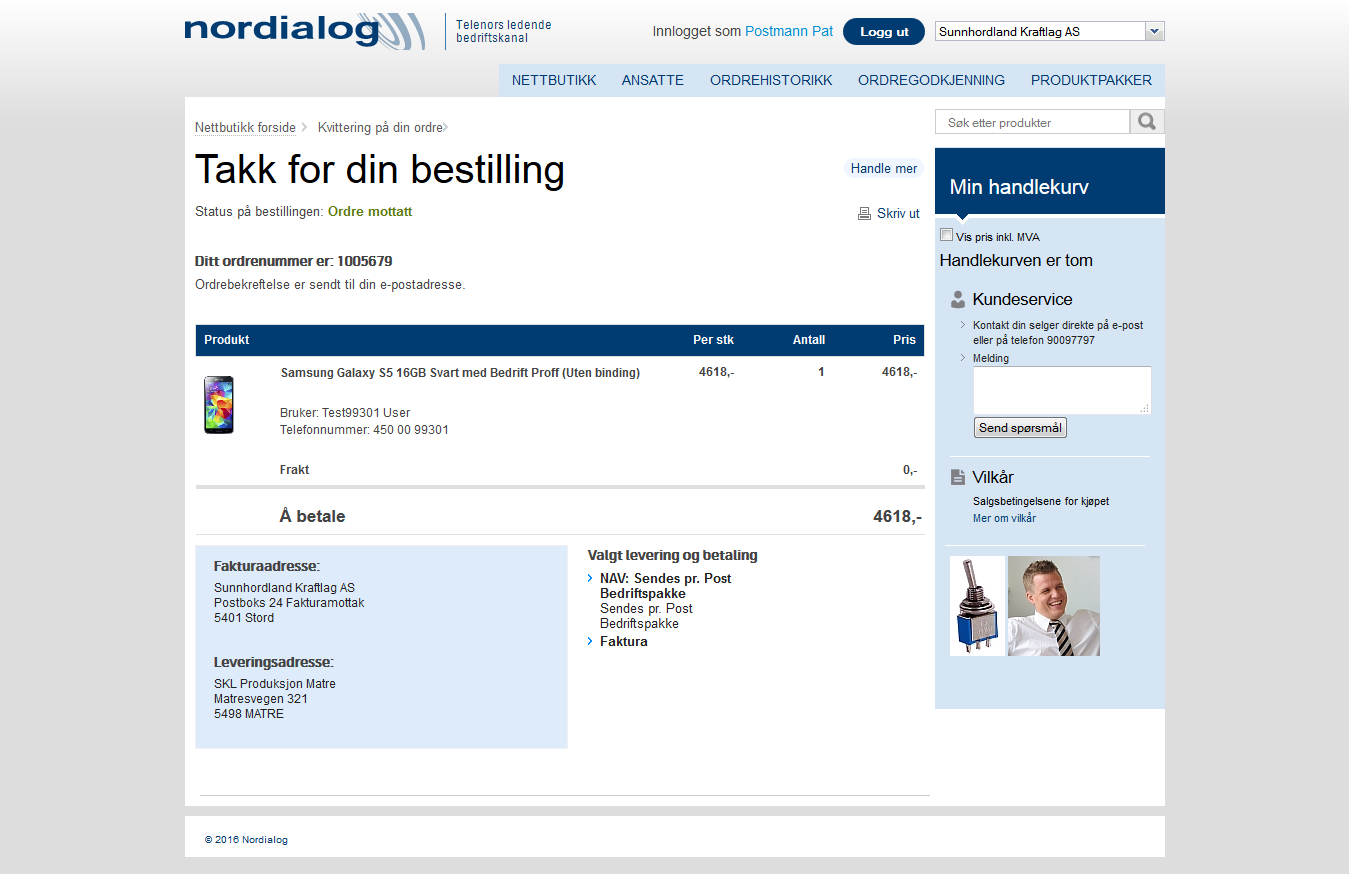 nordialog
Telenors ledende
bedriftskanal
Innlogget som Postmann Pat
Logg ut
Sunnhordland Kraftlag AS
NETTBUTIKK ANSATTE ORDREHISTORIKK ORDREGODKJENNING PRODUKTPAKKER
Nettbutikk forside Kvittering på din ordre
Takk for din bestilling
Handle mer
Status på bestillingen: Ordre mottatt
Skriv ut
Ditt ordrenummer er: 1005679
Ordrebekreftelse er sendt til din e-postadresse.
Produkt Per stk Antall Pris
Samsung Galaxy S5 16GB Svart med Bedrift Proff (Uten binding) 4618,- 1 4618,-
Bruker: Test99301 User
Telefonnummer: 450 00 99301
Frakt 0,-
Å betale 4618,-
Fakturaadresse:
Sunnhordland Kraftlag AS
Postboks 24 Fakturamottak
5401 Stord
Leveringsadresse:
SKL Produksjon Matre
Matresvegen 321
5498 MATRE
Valgt levering og betaling
NAV: Sendes pr. Post
Bedriftspakke
Sendes pr. Post
Bedriftspakke
Faktura
Søk etter produkter
Min handlekurv
Vis pris inkl. MVA
Handlekurven er tom
Kundeservice
Kontakt din selger direkte på e-post
eller på telefon 90097797
Melding
Send spørsmål
Vilkår
Salgsbetingelsene for kjøpet
Mer om vilkår
© 2016 Nordialog